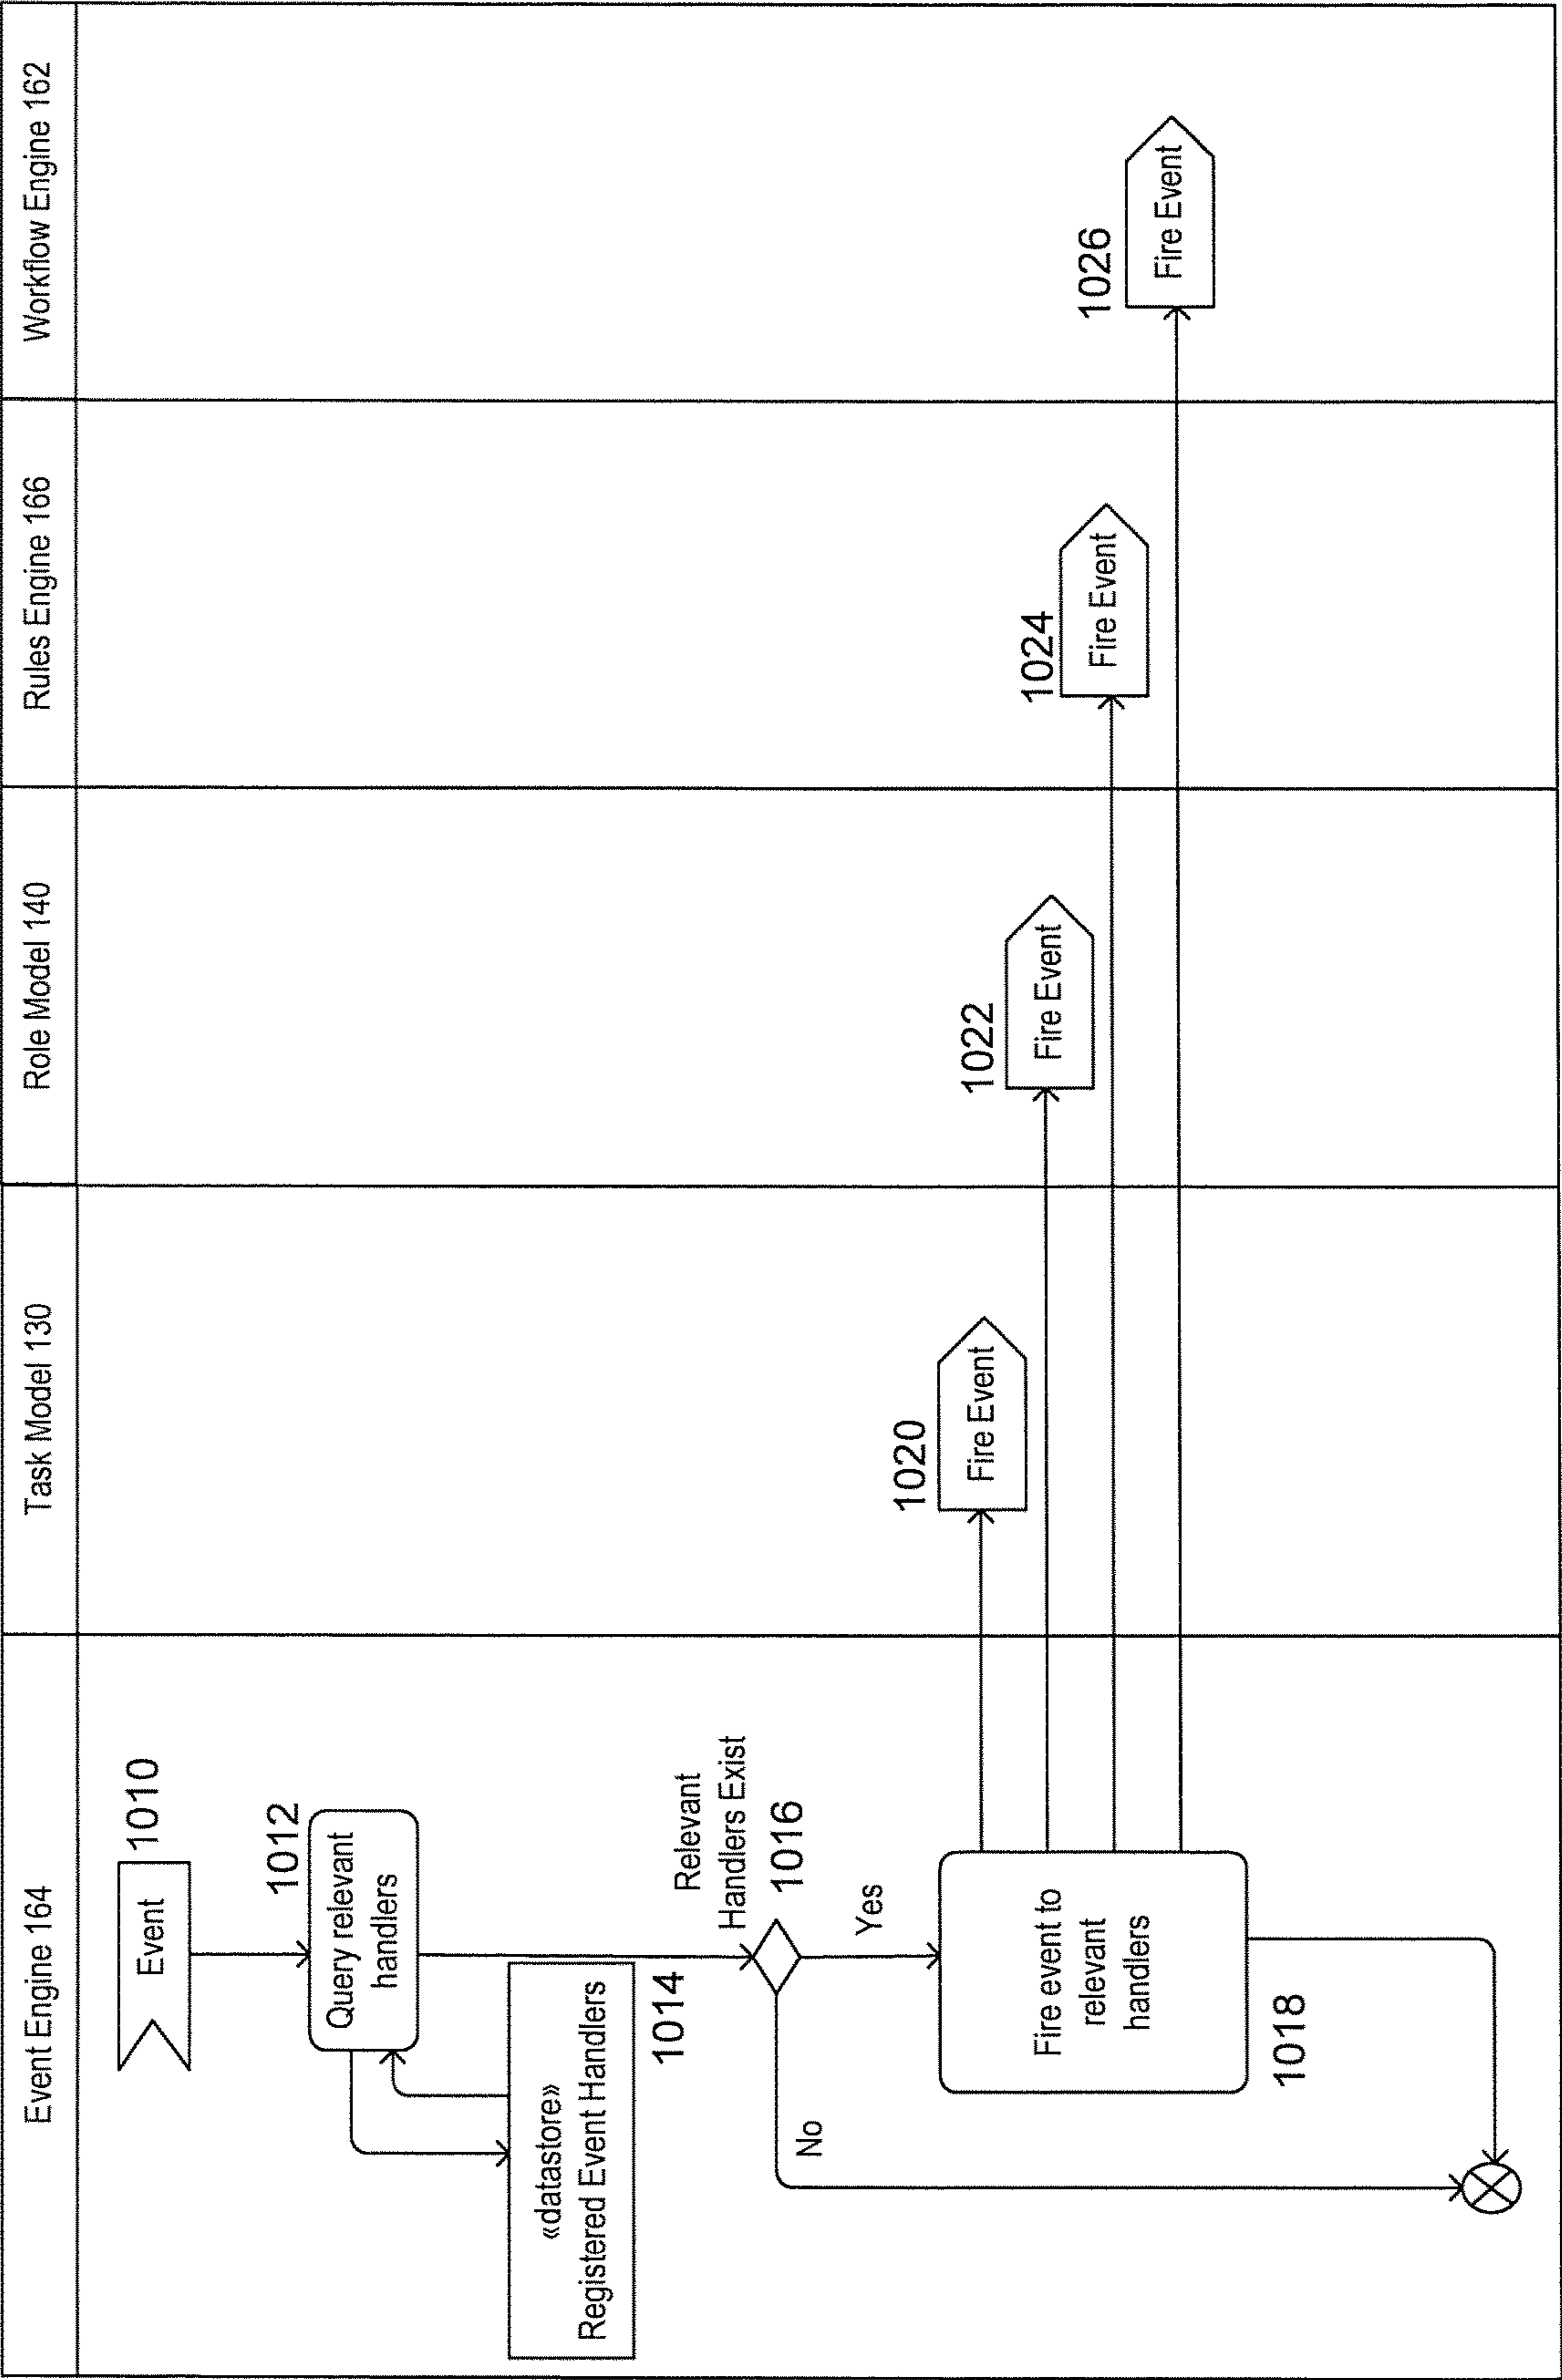 Event Engine 164
Task Model 130
Role Model 140
Rules Engine 166
Workflow Engine 162
Event
1010
1012
Query relevant
handlers
«datastore»
Registered Event Handlers
1014
Relevant
Handlers Exist
1016
No
Yes
Fire event to
relevant
handlers
1018
1020
Fire Event
1022
Fire Event
1024
Fire Event
1026
Fire Event